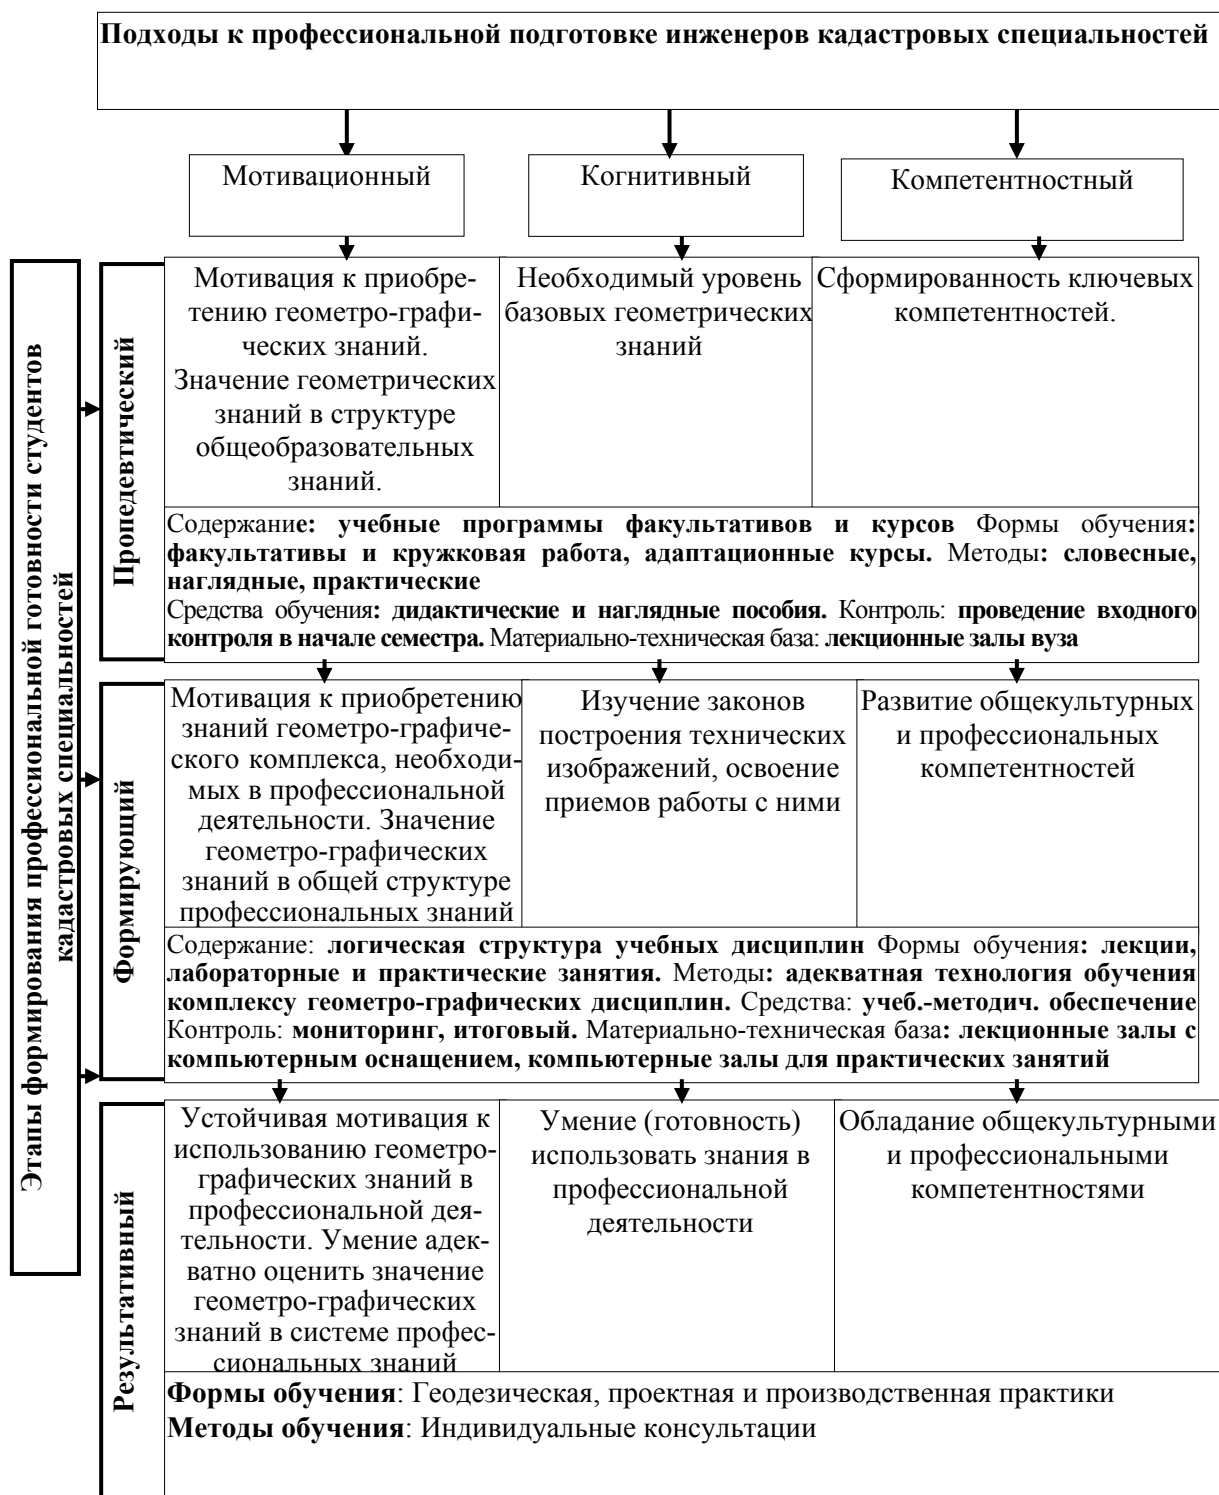 Подходы к профессиональной подготовке инженеров кадастровых специальностей
Мотивационный
Когнитивный
Компетентностный
Этапы формирования профессиональной готовности студентов
кадастровых специальностей
Пропедевтический
Мотивация к приобре-
тению геометро-графи-
ческих знаний.
Значение геометрических
знаний в структуре
общеобразовательных
знаний.
Необходимый уровень
базовых геометрических
знаний
Сформированность ключевых
компетентностей.
Содержание: учебные программы факультативов и курсов Формы обучения:
факультативы и кружковая работа, адаптационные курсы. Методы: словесные,
наглядные, практические
Средства обучения: дидактические и наглядные пособия. Контроль: проведение входного
контроля в начале семестра. Материально-техническая база: лекционные залы вуза
Формирующий
Мотивация к приобретению
знаний геометро-графиче-
ского комплекса, необходи-
мых в профессиональной
деятельности. Значение
геометро-графических
знаний в общей структуре
профессиональных знаний
Изучение законов
построения технических
изображений, освоение
приемов работы с ними
Развитие общекультурных
и профессиональных
компетентностей
Содержание: логическая структура учебных дисциплин Формы обучения: лекции,
лабораторные и практические занятия. Методы: адекватная технология обучения
комплексу геометро-графических дисциплин. Средства: учеб.-методич. обеспечение
Контроль: мониторинг, итоговый. Материально-техническая база: лекционные залы с
компьютерным оснащением, компьютерные залы для практических занятий
Результативный
Устойчивая мотивация к
использованию геометро-
графических знаний в
профессиональной дея-
тельности. Умение адек-
ватно оценить значение
геометро-графических
знаний в системе профес-
сиональных знаний
Умение (готовность)
использовать знания в
профессиональной
деятельности
Обладание общекультурными
и профессиональными
компетентностями
Формы обучения: Геодезическая, проектная и производственная практики
Методы обучения: Индивидуальные консультации